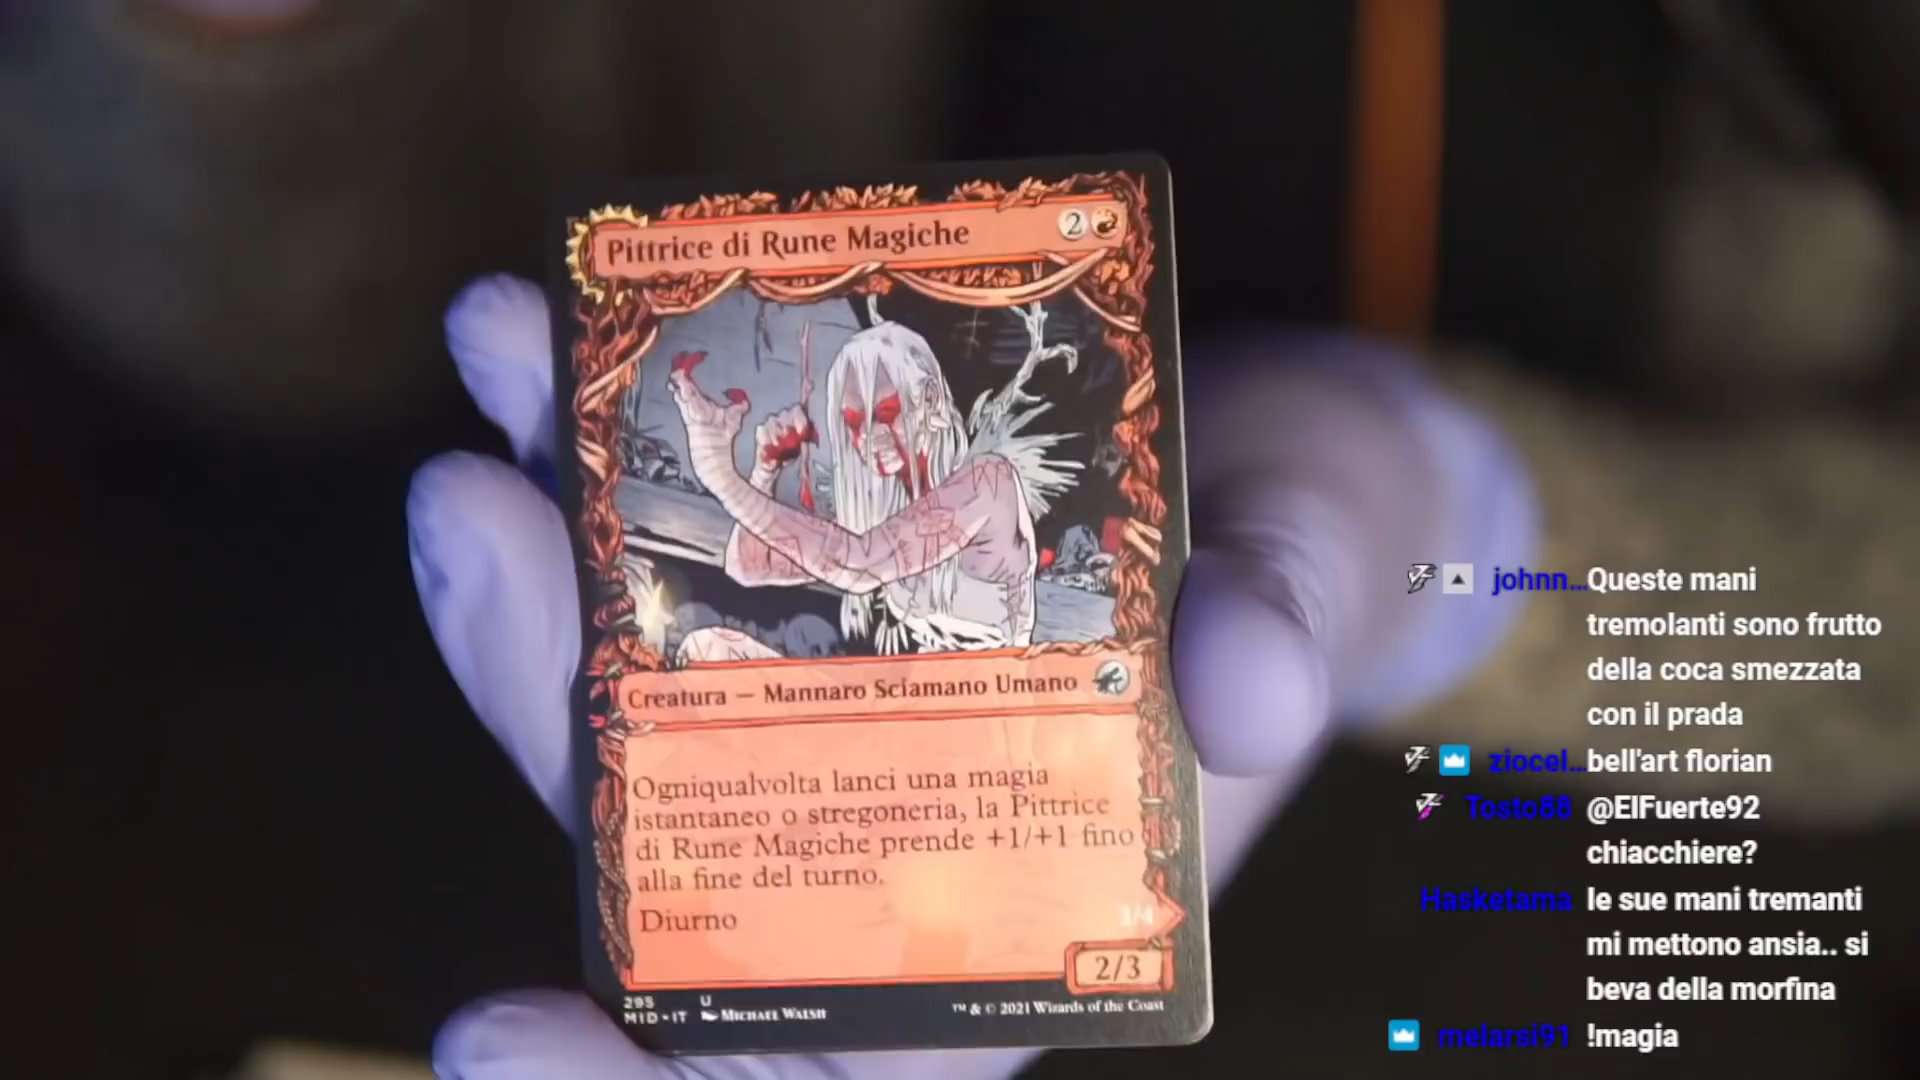 Pittrice di Rune Magiche 2
Creatura — Mannaro Sciamano Umano
Ogniqualvolta lanci una magia
istantaneo o stregoneria, la Pittrice
di Rune Magiche prende +1/+1 fino
alla fine del turno.
Diurno
3/4
2/3
295 U
MID • IT Michael Walsh
™ & © 2021 Wizards of the Coast
johnn... Queste mani
tremolanti sono frutto
della coca smezzata
con il prada
ziocel... bell'art florian
Tosto88 @ElFuerte92
chiacchiere?
Hasketama le sue mani tremanti
mi mettono ansia.. si
beva della morfina
melarsi91 !magia